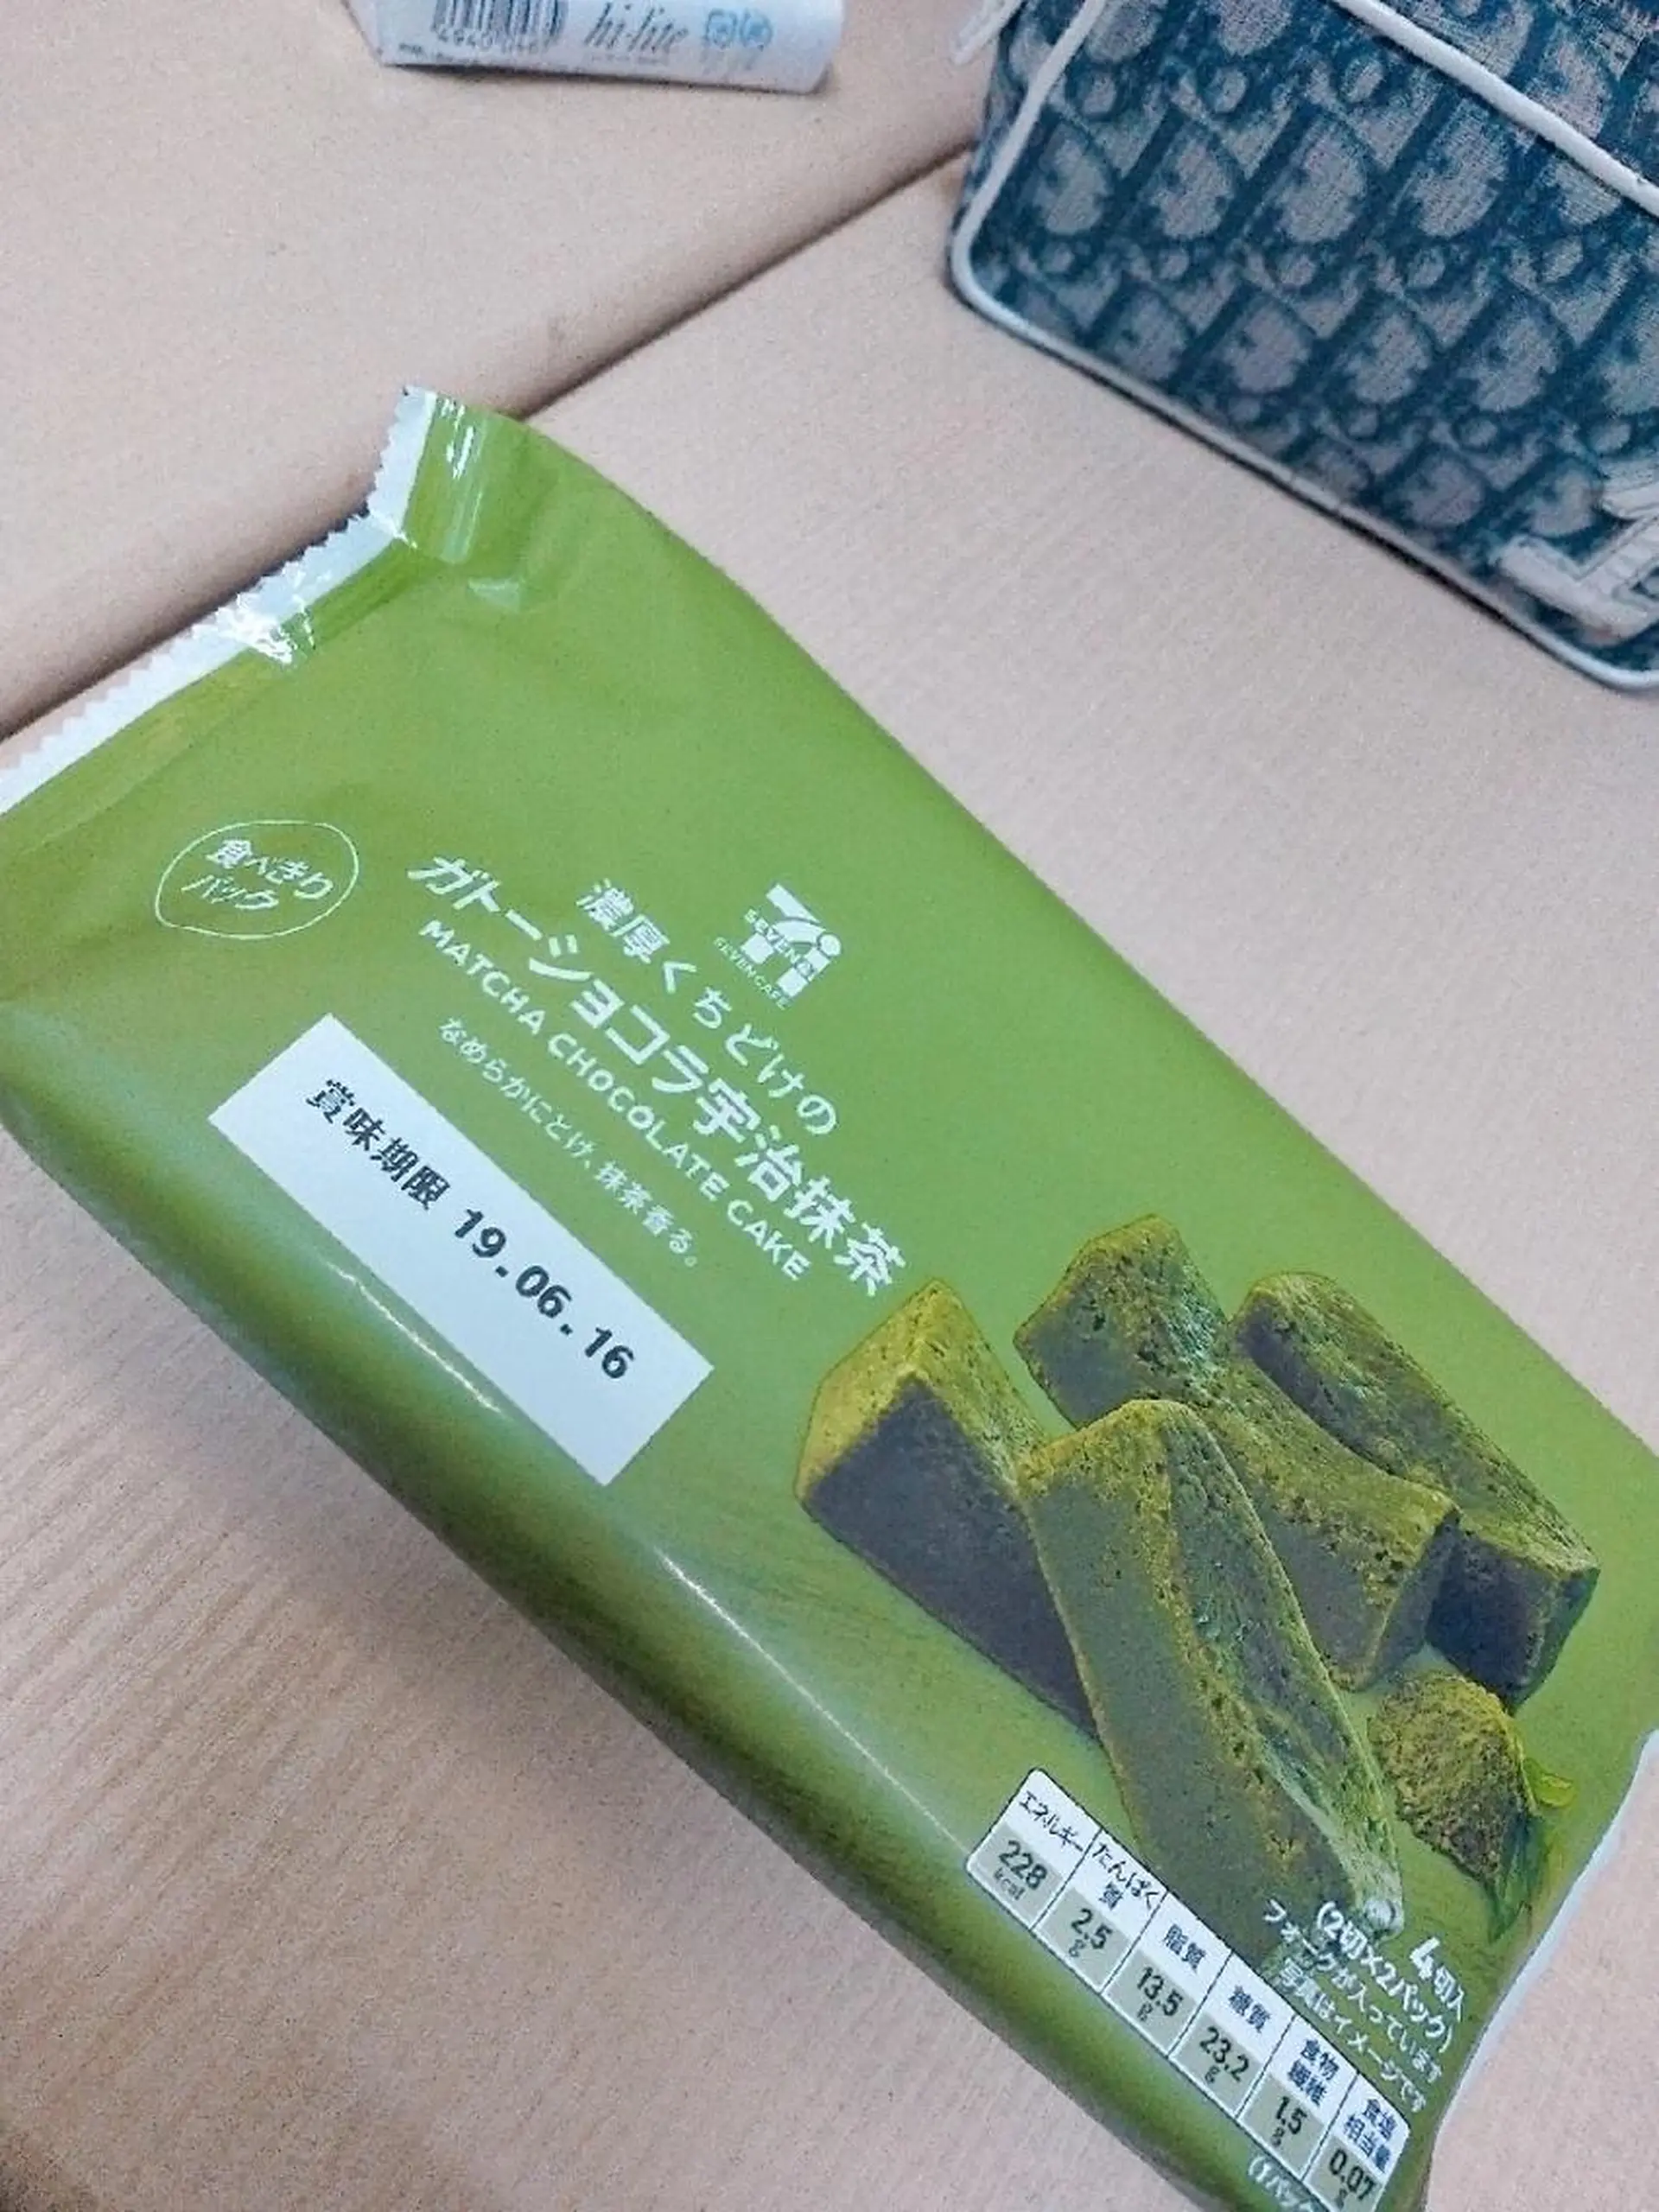 hi-lite
食べきり
パック
SEVEN&i
SEVEN CAFÉ
濃厚くちどけの
ガトーショコラ宇治抹茶
MATCHA CHOCOLATE CAKE
なめらかにとけ、抹茶香る。
賞味期限 19.06.16
4切入
(2切×2パック)
フォークが入っています
写真はイメージです
エネルギー 228 kcal
たんぱく質 2.5 g
脂質 13.5 g
糖質 23.2 g
食物繊維 1.5 g
食塩相当量 0.07 g